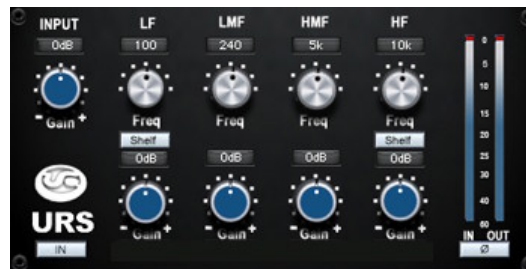 INPUT LF LMF HMF HF
0dB 100 240 5k 10k
Gain Freq Freq Freq Freq
Shelf Shelf
0dB 0dB 0dB 0dB
Gain Gain Gain Gain
URS
IN
0
5
10
15
20
25
30
40
60
IN OUT
Ø